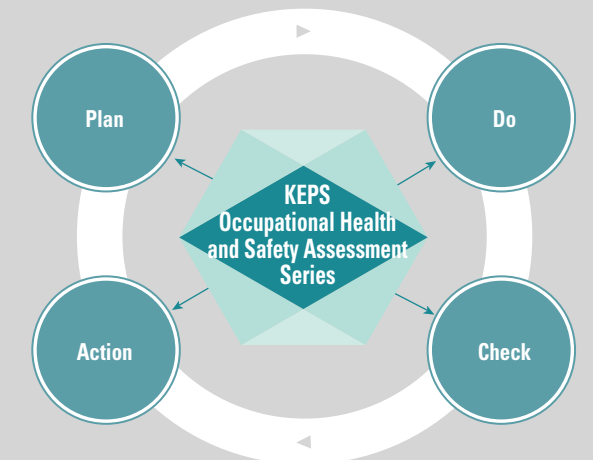 Plan
Do
KEPS
Occupational Health
and Safety Assessment
Series
Action
Check